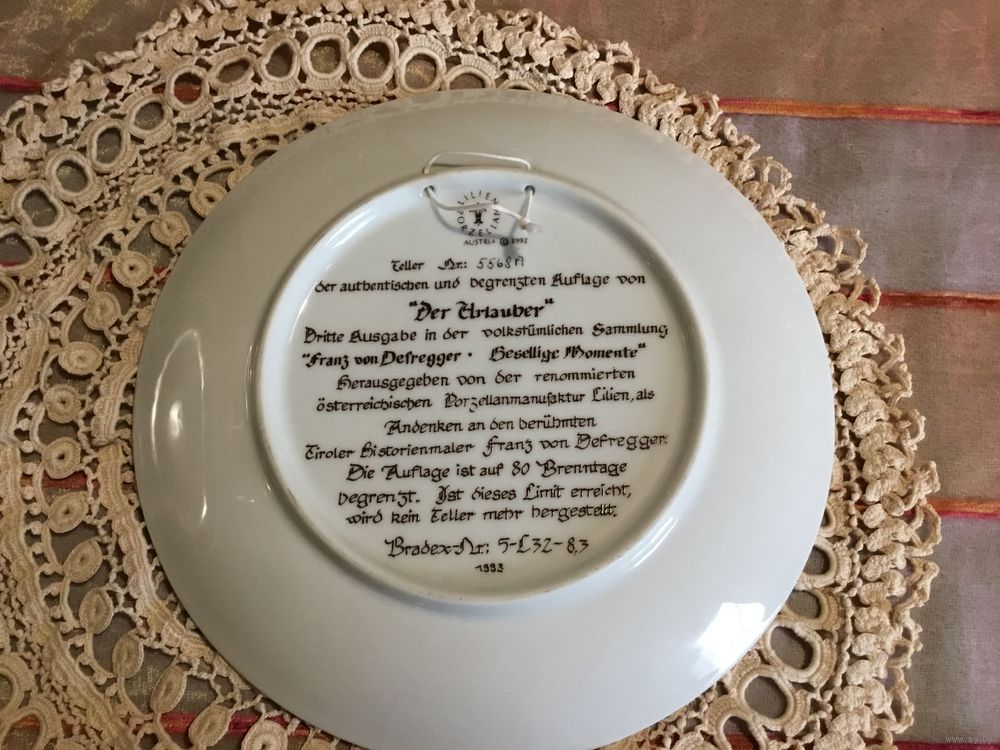 LILIEN PORZELLAN
AUSTRIA © 1992
Teller Nr.: 5568A
der authentischen und begrenzten Auflage von
"Der Urlauber"
Dritte Ausgabe in der volkstümlichen Sammlung
"Franz von Defregger · Gesellige Momente"
Herausgegeben von der renommierten
österreichischen Porzellanmanufaktur Lilien, als
Andenken an den berühmten
Tiroler Historienmaler Franz von Defregger.
Die Auflage ist auf 80 Brenntage
begrenzt. Ist dieses Limit erreicht,
wird kein Teller mehr hergestellt.
Bradex-Nr.: 5-L32-8.3
1993
www.ay.by